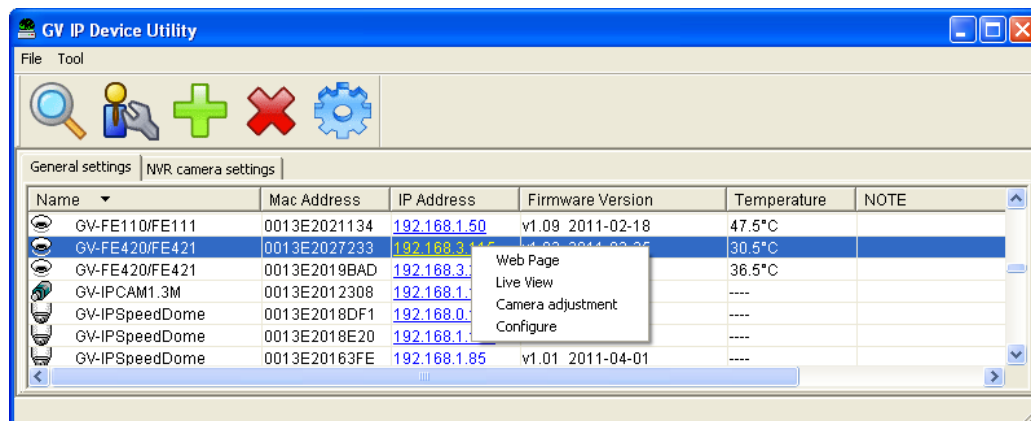 GV IP Device Utility
File Tool
General settings NVR camera settings
Name Mac Address IP Address Firmware Version Temperature NOTE
GV-FE110/FE111 0013E2021134 192.168.1.50 v1.09 2011-02-18 47.5°C
GV-FE420/FE421 0013E2027233 30.5°C
Web Page
GV-FE420/FE421 0013E2019BAD 36.5°C
Live View
GV-IPCAM1.3M 0013E2012308 ----
Camera adjustment
GV-IPSpeedDome 0013E2018DF1 ----
Configure
GV-IPSpeedDome 0013E2018E20 ----
GV-IPSpeedDome 0013E20163FE 192.168.1.85 v1.01 2011-04-01 ----